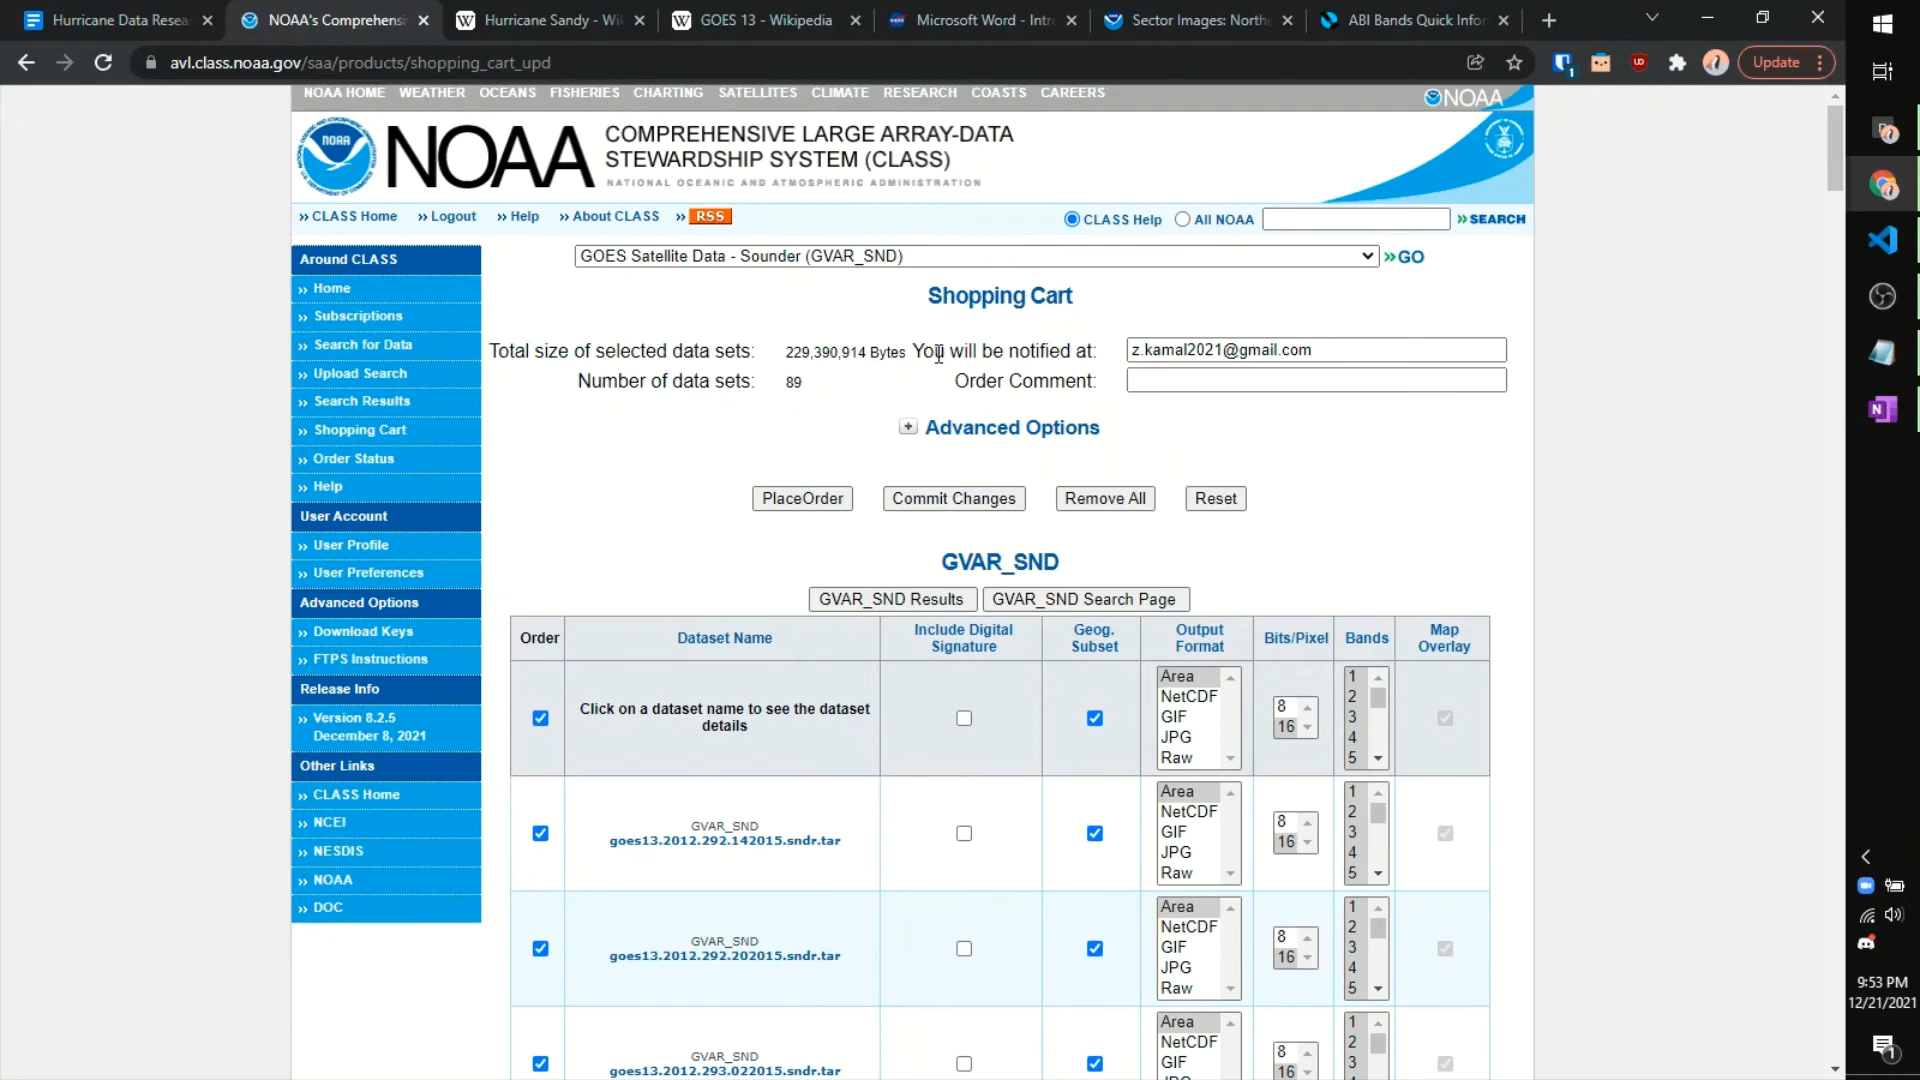 Hurricane Data Resea
NOAA's Comprehensi
Hurricane Sandy - Wi
GOES 13 - Wikipedia
Microsoft Word - Intr
Sector Images: Northe
ABI Bands Quick Infor
avl.class.noaa.gov/saa/products/shopping_cart_upd
Update
NOAA HOME WEATHER OCEANS FISHERIES CHARTING SATELLITES CLIMATE RESEARCH COASTS CAREERS
NOAA
NOAA
NOAA
COMPREHENSIVE LARGE ARRAY-DATA
STEWARDSHIP SYSTEM (CLASS)
NATIONAL OCEANIC AND ATMOSPHERIC ADMINISTRATION
» CLASS Home » Logout » Help » About CLASS » RSS
CLASS Help All NOAA » SEARCH
GOES Satellite Data - Sounder (GVAR_SND) » GO
Around CLASS
» Home
» Subscriptions
» Search for Data
» Upload Search
» Search Results
» Shopping Cart
» Order Status
» Help
User Account
» User Profile
» User Preferences
Advanced Options
» Download Keys
» FTPS Instructions
Release Info
» Version 8.2.5
December 8, 2021
Other Links
» CLASS Home
» NCEI
» NESDIS
» NOAA
» DOC
Shopping Cart
Total size of selected data sets: 229,390,914 Bytes You will be notified at: z.kamal2021@gmail.com
Number of data sets: 89 Order Comment:
+ Advanced Options
PlaceOrder Commit Changes Remove All Reset
GVAR_SND
GVAR_SND Results GVAR_SND Search Page
Order Dataset Name Include Digital Signature Geog. Subset Output Format Bits/Pixel Bands Map Overlay
Click on a dataset name to see the dataset
details
Area
NetCDF
GIF
JPG
Raw
8
16
1
2
3
4
5
GVAR_SND
goes13.2012.292.142015.sndr.tar
Area
NetCDF
GIF
JPG
Raw
8
16
1
2
3
4
5
GVAR_SND
goes13.2012.292.202015.sndr.tar
Area
NetCDF
GIF
JPG
Raw
8
16
1
2
3
4
5
GVAR_SND
goes13.2012.293.022015.sndr.tar
Area
NetCDF
GIF
JPG
8
16
1
2
3
9:53 PM
12/21/2021
1